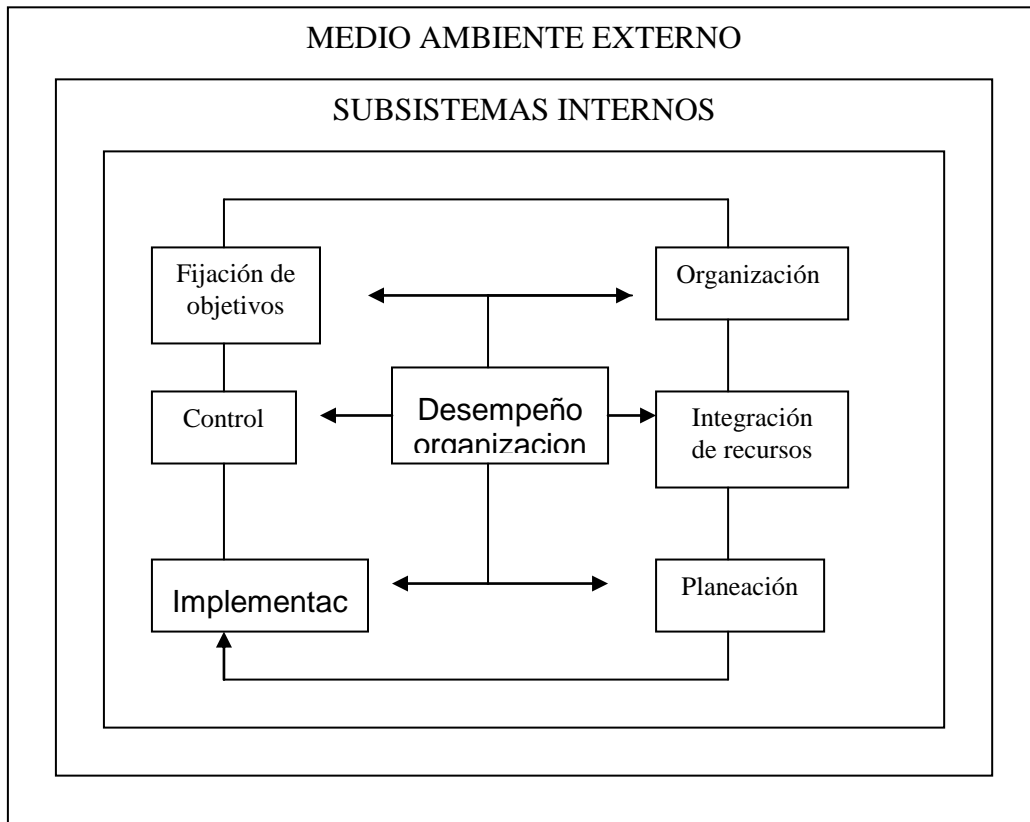 MEDIO AMBIENTE EXTERNO
SUBSISTEMAS INTERNOS
Fijación de
objetivos
Organización
Control
Desempeño
organizacion
Integración
de recursos
Implementac
Planeación